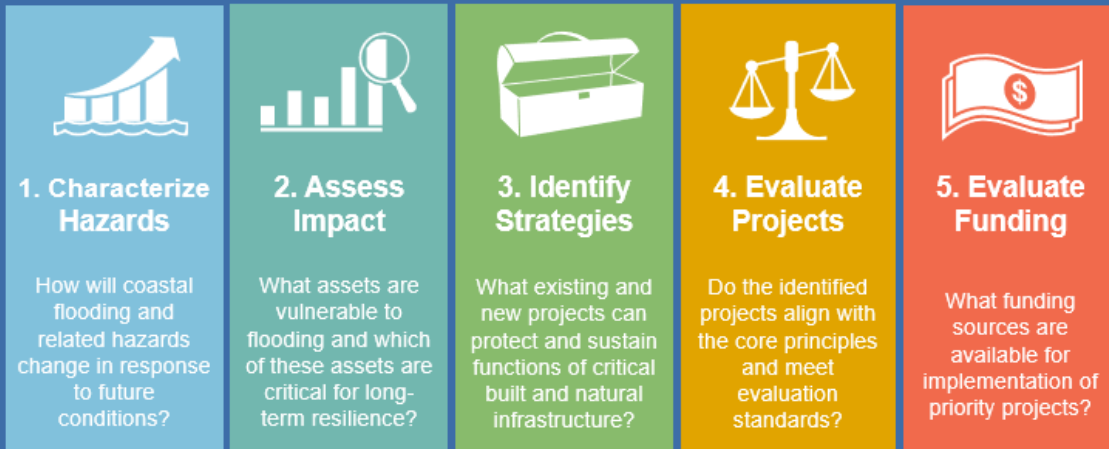 1. Characterize
Hazards
How will coastal
flooding and
related hazards
change in response
to future
conditions?
2. Assess
Impact
What assets are
vulnerable to
flooding and which
of these assets are
critical for long-
term resilience?
3. Identify
Strategies
What existing and
new projects can
protect and sustain
functions of critical
built and natural
infrastructure?
4. Evaluate
Projects
Do the identified
projects align with
the core principles
and meet
evaluation
standards?
$
5. Evaluate
Funding
What funding
sources are
available for
implementation of
priority projects?